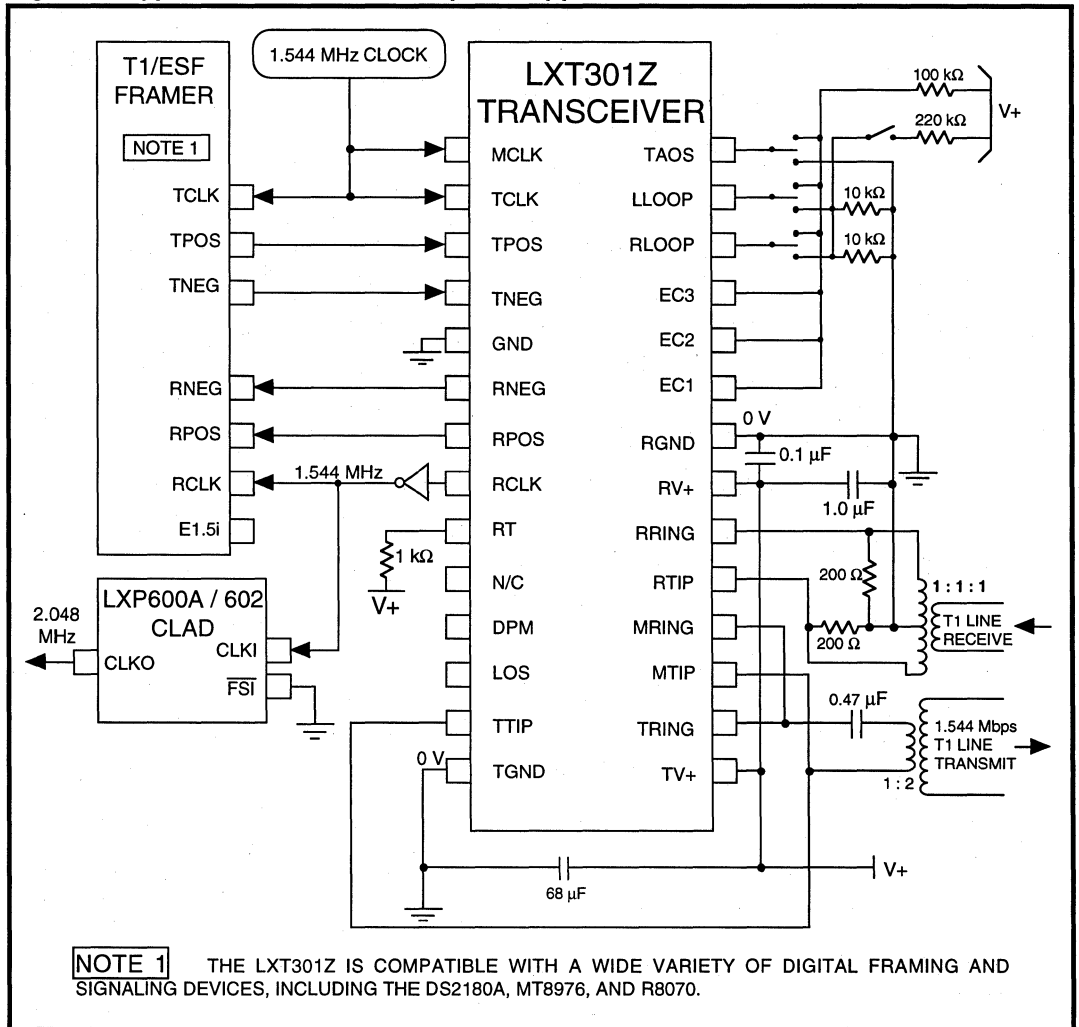 1.544 MHz CLOCK
T1/ESF
FRAMER
NOTE 1
TCLK
TPOS
TNEG
RNEG
RPOS
RCLK
E1.5i
LXT301Z
TRANSCEIVER
MCLK
TCLK
TPOS
TNEG
GND
RNEG
RPOS
RCLK
RT
N/C
DPM
LOS
TTIP
TGND
TAOS
LLOOP
RLOOP
EC3
EC2
EC1
RGND
RV+
RRING
RTIP
MRING
MTIP
TRING
TV+
100 kΩ
220 kΩ
V+
10 kΩ
10 kΩ
0 V
0.1 µF
1.0 µF
200 Ω
200 Ω
1 : 1 : 1
T1 LINE
RECEIVE
0.47 µF
1.544 Mbps
T1 LINE
TRANSMIT
1 : 2
1.544 MHz
1 kΩ
V+
LXP600A / 602
CLAD
2.048
MHz
CLKO
CLKI
FSI
0 V
68 µF
V+
NOTE 1 THE LXT301Z IS COMPATIBLE WITH A WIDE VARIETY OF DIGITAL FRAMING AND
SIGNALING DEVICES, INCLUDING THE DS2180A, MT8976, AND R8070.